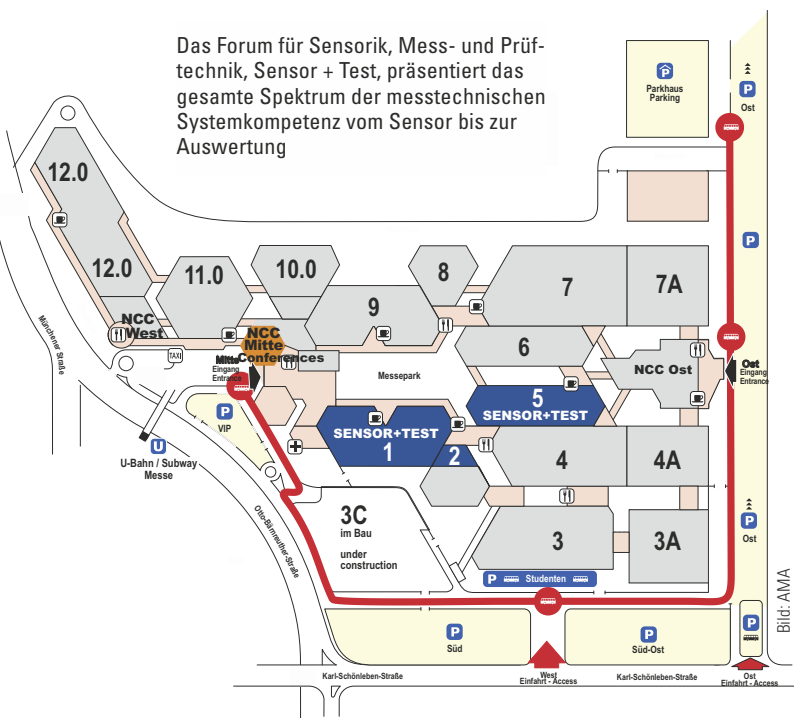 Das Forum für Sensorik, Mess- und Prüf-
technik, Sensor + Test, präsentiert das
gesamte Spektrum der messtechnischen
Systemkompetenz vom Sensor bis zur
Auswertung
P
Parkhaus
Parking
P
Ost
12.0
12.0
11.0
10.0
8
7
7A
P
9
NCC
West
NCC
Mitte
Conferences
6
TAXI
Mitte
Eingang
Entrance
Messepark
NCC Ost
Ost
Eingang
Entrance
Münchener Straße
5
SENSOR+TEST
P
VIP
SENSOR+TEST
1
2
4
4A
U
U-Bahn / Subway
Messe
3C
im Bau
under
construction
Otto-Bärnreuther-Straße
3
3A
P
Ost
P Studenten
Bild: AMA
P
Süd
P
Süd-Ost
P
Karl-Schönleben-Straße
West
Einfahrt - Access
Karl-Schönleben-Straße
Ost
Einfahrt - Access